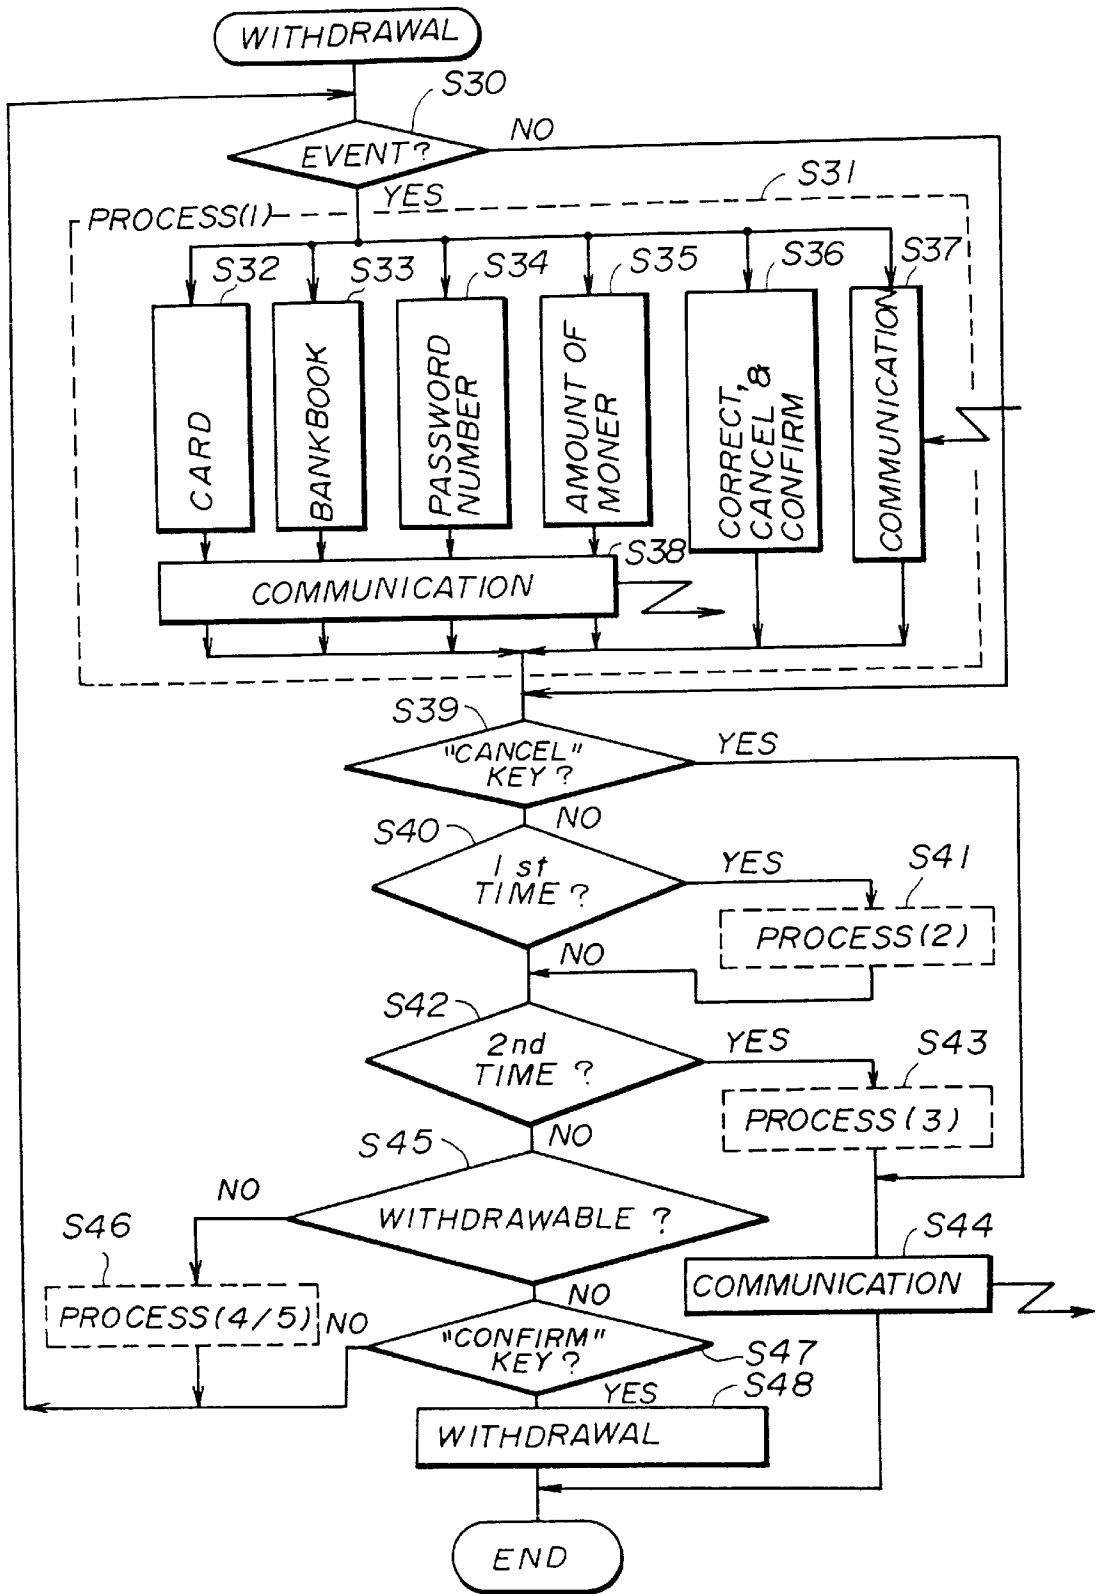 WITHDRAWAL
S30
EVENT?
NO
YES
S31
PROCESS(1)
S32
S33
S34
S35
S36
S37
CARD
BANKBOOK
PASSWORD
NUMBER
AMOUNT OF
MONER
CORRECT,
CANCEL &
CONFIRM
COMMUNICATION
S38
COMMUNICATION
S39
"CANCEL"
KEY?
YES
NO
S40
1st
TIME?
YES
S41
PROCESS(2)
NO
S42
2nd
TIME?
YES
S43
PROCESS(3)
NO
S45
NO
WITHDRAWABLE ?
S46
PROCESS(4/5)
S44
COMMUNICATION
NO
NO
"CONFIRM"
KEY?
S47
YES
S48
WITHDRAWAL
END